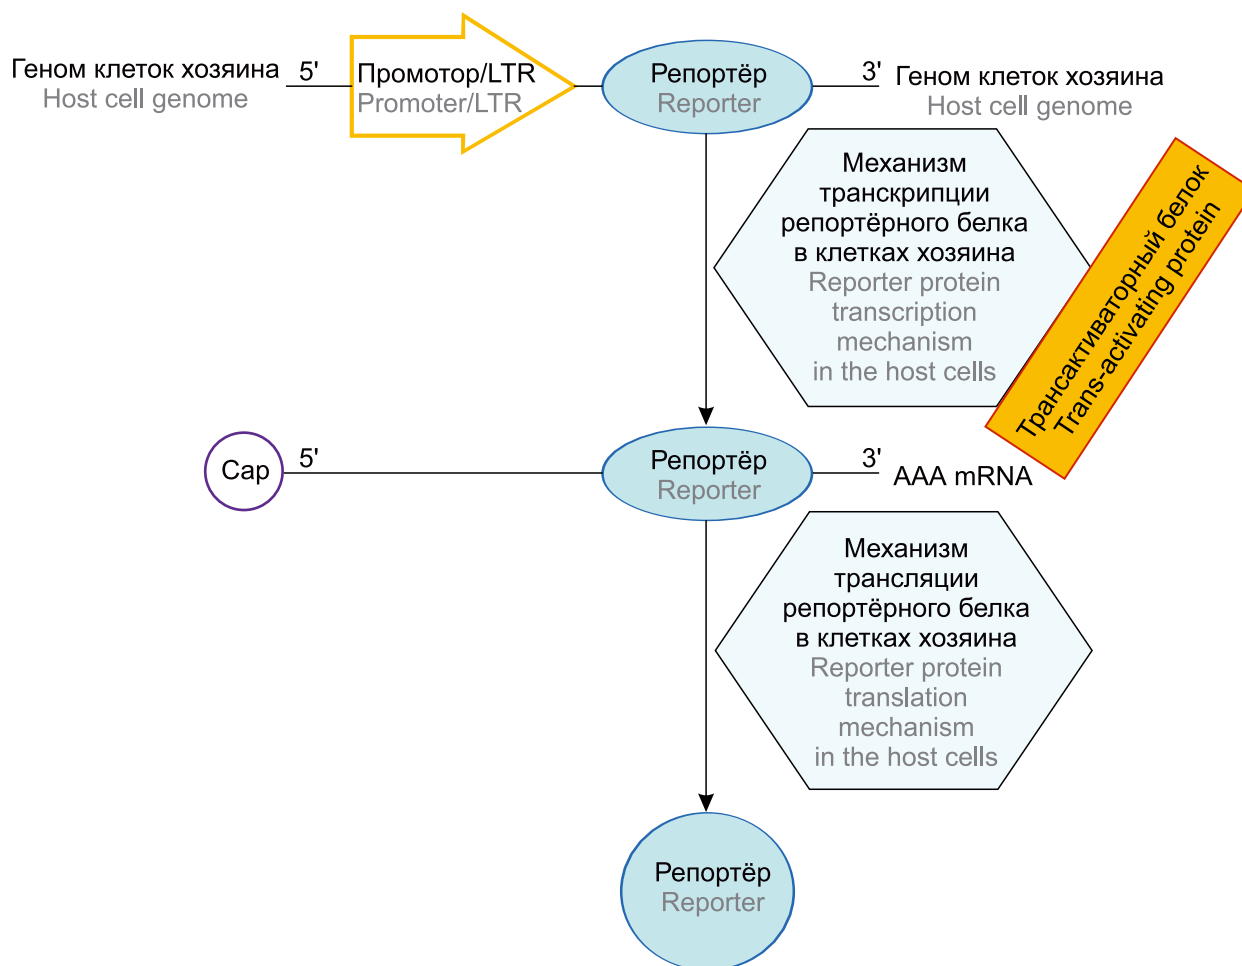 Геном клеток хозяина
Host cell genome
5'
Промотор/LTR
Promoter/LTR
Репортёр
Reporter
3'
Геном клеток хозяина
Host cell genome
Механизм
транскрипции
репортёрного белка
в клетках хозяина
Reporter protein
transcription
mechanism
in the host cells
Трансактиваторный белок
Trans-activating protein
Cap
5'
Репортёр
Reporter
3'
AAA mRNA
Механизм
трансляции
репортёрного белка
в клетках хозяина
Reporter protein
translation
mechanism
in the host cells
Репортёр
Reporter